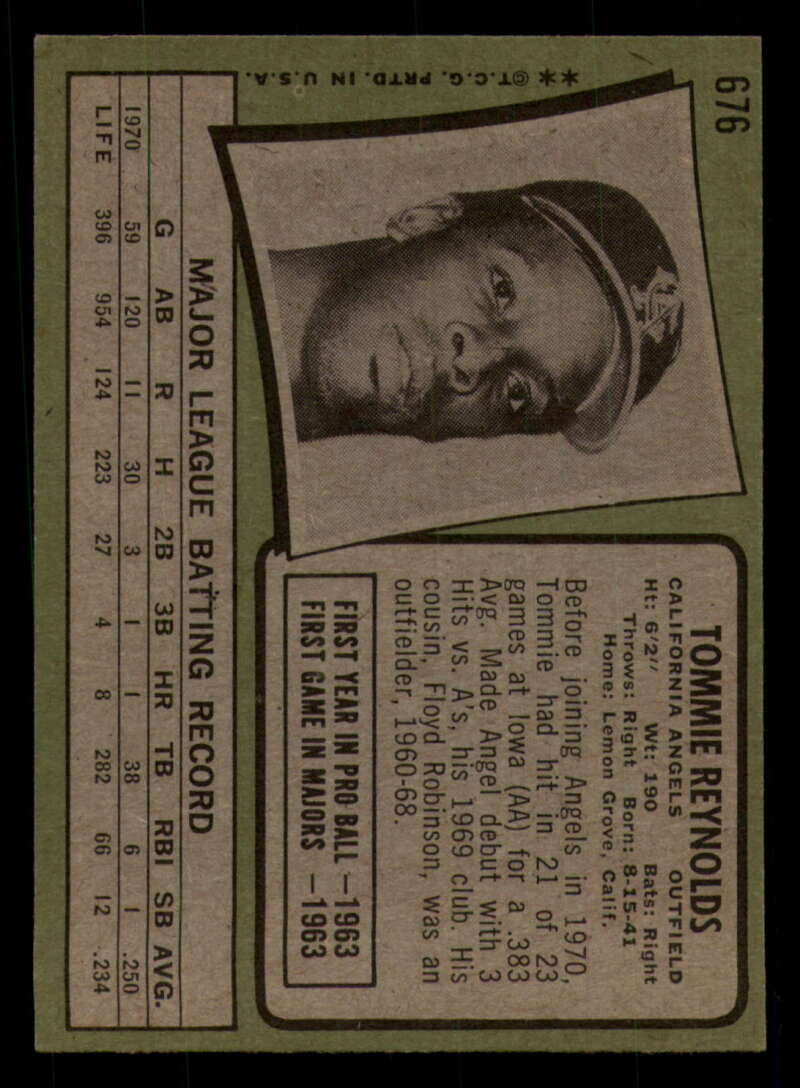 676
TOMMIE REYNOLDS
CALIFORNIA ANGELS OUTFIELD
Ht: 6'2" Wt: 190 Bats: Right
Throws: Right Born: 8-15-41
Home: Lemon Grove, Calif.
Before joining Angels in 1970,
Tommie had hit in 21 of 23
games at Iowa (AA) for a .383
Avg. Made Angel debut with 3
Hits vs. A's, his 1969 club. His
cousin, Floyd Robinson, was an
outfielder, 1960-68.
FIRST YEAR IN PRO BALL —1963
FIRST GAME IN MAJORS —1963
** ©T.C.G. PRTD. IN U.S.A.
MAJOR LEAGUE BATTING RECORD
G AB R H 2B 3B HR TB RBI SB AVG.
1970 59 120 11 30 3 1 1 38 6 1 .250
LIFE 396 954 124 223 27 4 8 282 66 12 .234